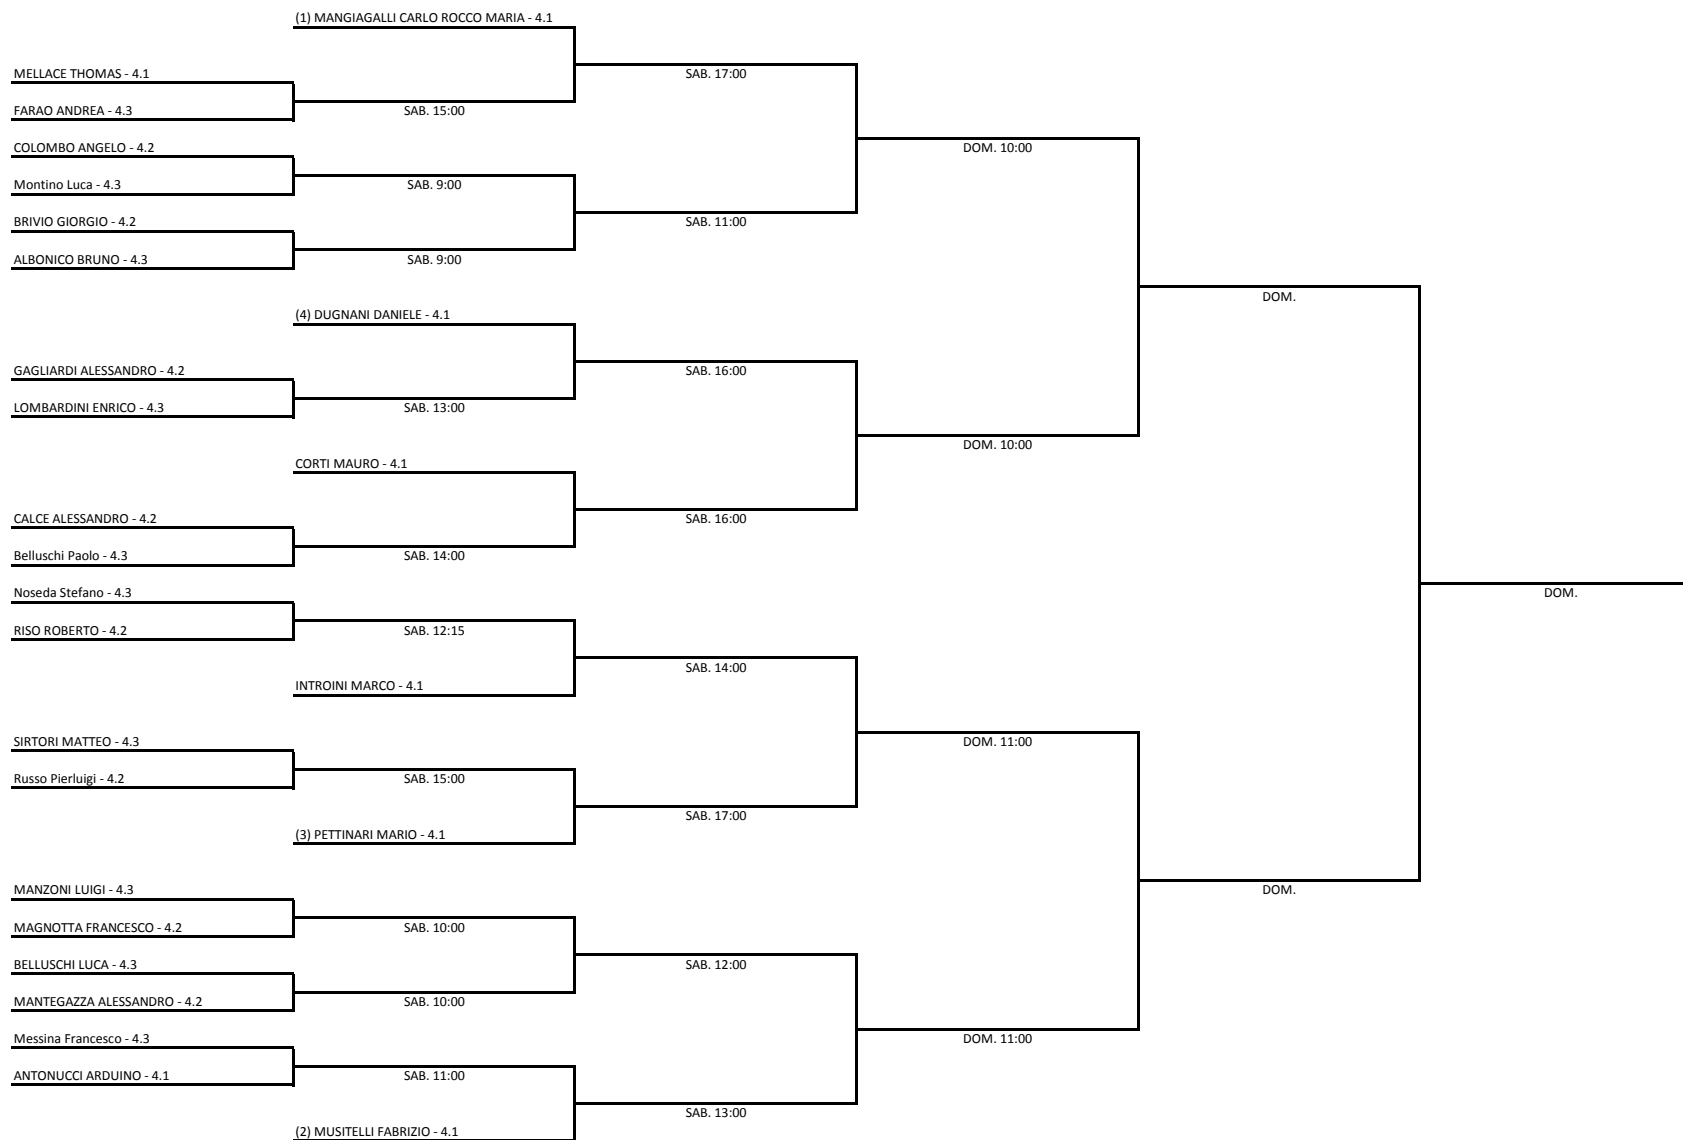 (1) MANGIAGALLI CARLO ROCCO MARIA - 4.1
MELLACE THOMAS - 4.1
SAB. 17:00
FARAO ANDREA - 4.3
SAB. 15:00
COLOMBO ANGELO - 4.2
DOM. 10:00
Montino Luca - 4.3
SAB. 9:00
BRIVIO GIORGIO - 4.2
SAB. 11:00
ALBONICO BRUNO - 4.3
SAB. 9:00
DOM.
(4) DUGNANI DANIELE - 4.1
GAGLIARDI ALESSANDRO - 4.2
SAB. 16:00
LOMBARDINI ENRICO - 4.3
SAB. 13:00
DOM. 10:00
CORTI MAURO - 4.1
CALCE ALESSANDRO - 4.2
SAB. 16:00
Belluschi Paolo - 4.3
SAB. 14:00
Noseda Stefano - 4.3
DOM.
RISO ROBERTO - 4.2
SAB. 12:15
SAB. 14:00
INTROINI MARCO - 4.1
SIRTORI MATTEO - 4.3
DOM. 11:00
Russo Pierluigi - 4.2
SAB. 15:00
SAB. 17:00
(3) PETTINARI MARIO - 4.1
MANZONI LUIGI - 4.3
DOM.
MAGNOTTA FRANCESCO - 4.2
SAB. 10:00
BELLUSCHI LUCA - 4.3
SAB. 12:00
MANTEGAZZA ALESSANDRO - 4.2
SAB. 10:00
Messina Francesco - 4.3
DOM. 11:00
ANTONUCCI ARDUINO - 4.1
SAB. 11:00
SAB. 13:00
(2) MUSITELLI FABRIZIO - 4.1